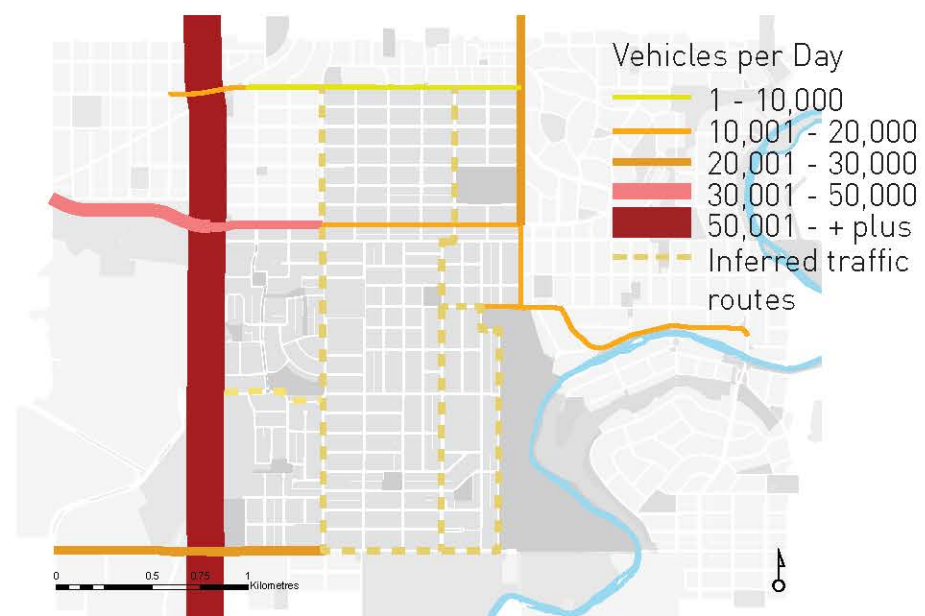 Vehicles per Day
1 - 10,000
10,001 - 20,000
20,001 - 30,000
30,001 - 50,000
50,001 - + plus
Inferred traffic
routes
0 0.5 0.75 1
Kilometres